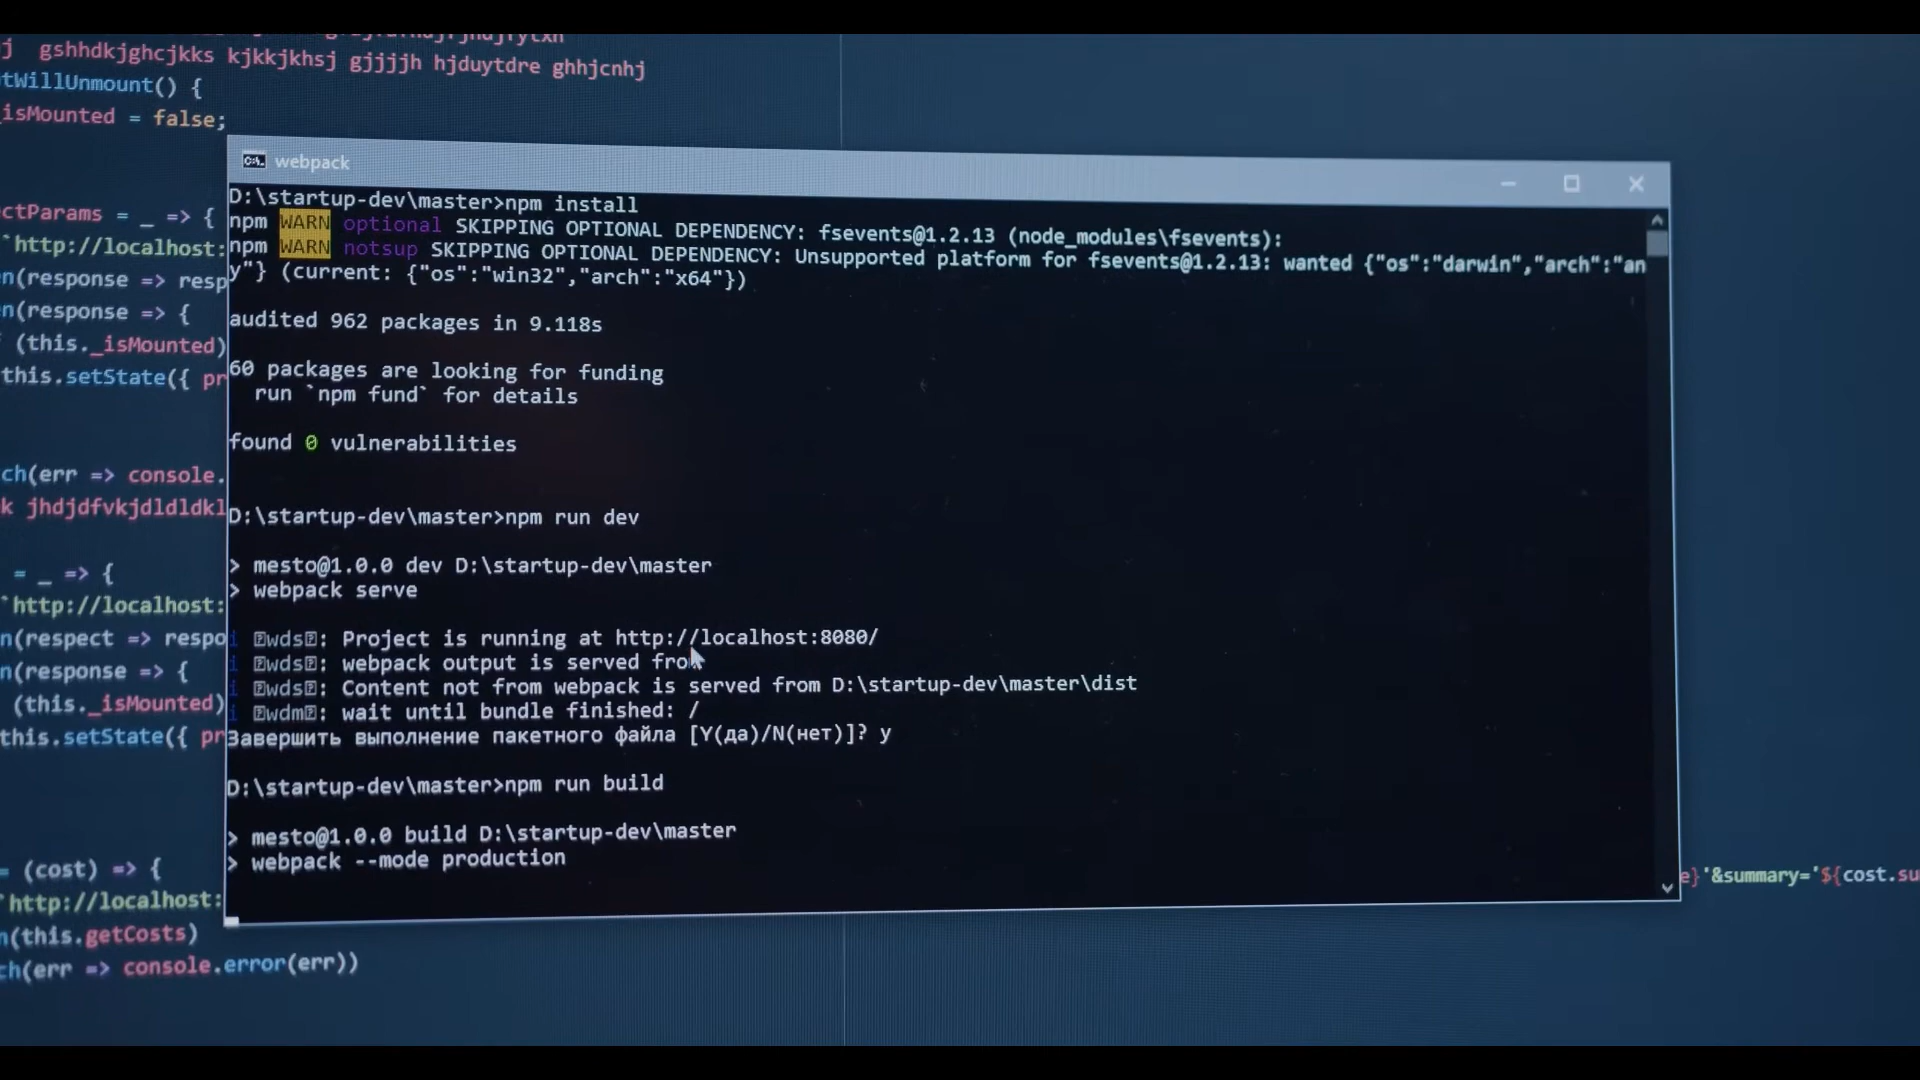 gshhdkjghcjkks kjkkjkhsj gjjjjh hjduytdre ghhjcnhj
tWillUnmount() {
isMounted = false;
webpack
D:\startup-dev\master>npm install
npm WARN optional SKIPPING OPTIONAL DEPENDENCY: fsevents@1.2.13 (node_modules\fsevents):
npm WARN notsup SKIPPING OPTIONAL DEPENDENCY: Unsupported platform for fsevents@1.2.13: wanted {"os":"darwin","arch":"an
y"} (current: {"os":"win32","arch":"x64"})
audited 962 packages in 9.118s
60 packages are looking for funding
run `npm fund` for details
found 0 vulnerabilities
D:\startup-dev\master>npm run dev
> mesto@1.0.0 dev D:\startup-dev\master
> webpack serve
i ｢wds｣: Project is running at http://localhost:8080/
i ｢wds｣: webpack output is served from
i ｢wds｣: Content not from webpack is served from D:\startup-dev\master\dist
i ｢wdm｣: wait until bundle finished: /
Завершить выполнение пакетного файла [Y(да)/N(нет)]? y
D:\startup-dev\master>npm run build
> mesto@1.0.0 build D:\startup-dev\master
> webpack --mode production
ctParams = _ => {
`http://localhost:
n(response => resp
n(response => {
(this._isMounted)
this.setState({ pr
ch(err => console.
k jhdjdfvkjdldldkl
= _ => {
`http://localhost:
n(respect => respo
n(response => {
(this._isMounted)
this.setState({ pr
= (cost) => {
`http://localhost:
e}'&summary='${cost.su
n(this.getCosts)
ch(err => console.error(err))